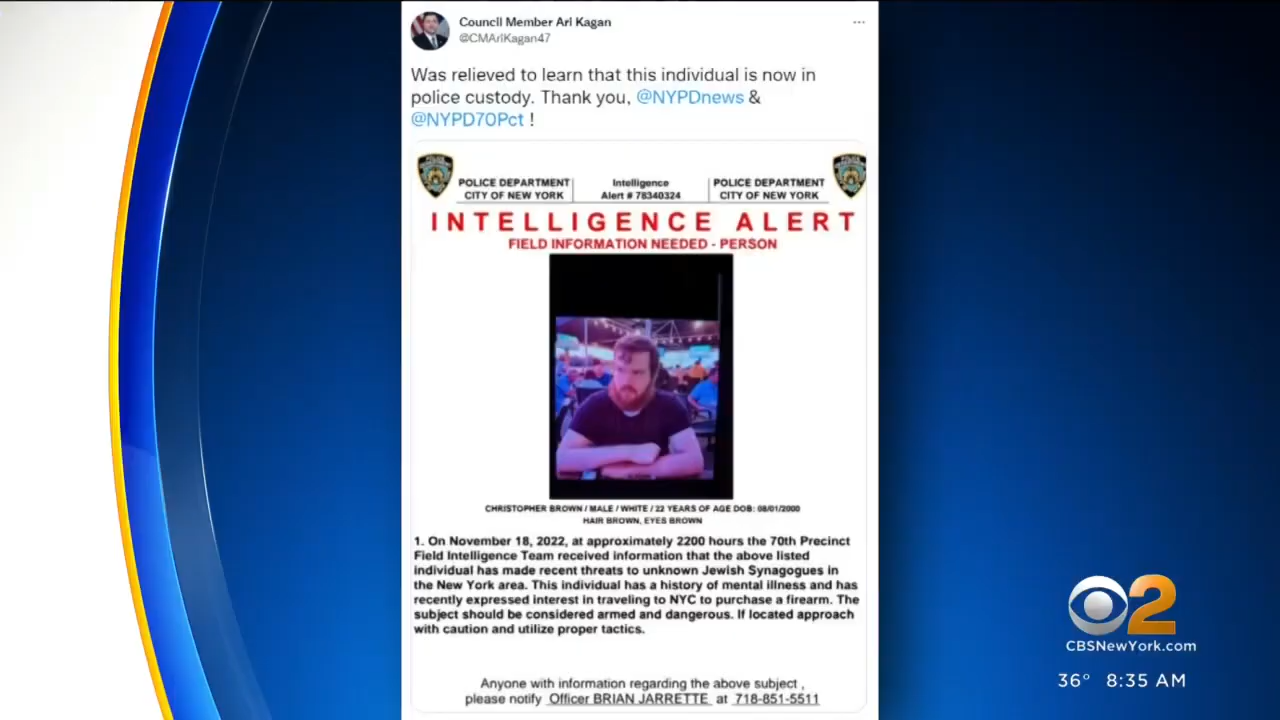 Council Member Ari Kagan
@CMAriKagan47
Was relieved to learn that this individual is now in
police custody. Thank you, @NYPDnews &
@NYPD70Pct !
POLICE DEPARTMENT
CITY OF NEW YORK
Intelligence
Alert # 78340324
POLICE DEPARTMENT
CITY OF NEW YORK
INTELLIGENCE ALERT
FIELD INFORMATION NEEDED - PERSON
CHRISTOPHER BROWN / MALE / WHITE / 22 YEARS OF AGE DOB: 08/01/2000
HAIR BROWN, EYES BROWN
1. On November 18, 2022, at approximately 2200 hours the 70th Precinct
Field Intelligence Team received information that the above listed
individual has made recent threats to unknown Jewish Synagogues in
the New York area. This individual has a history of mental illness and has
recently expressed interest in traveling to NYC to purchase a firearm. The
subject should be considered armed and dangerous. If located approach
with caution and utilize proper tactics.
Anyone with information regarding the above subject ,
please notify Officer BRIAN JARRETTE at 718-851-5511
2
CBSNewYork.com
36° 8:35 AM